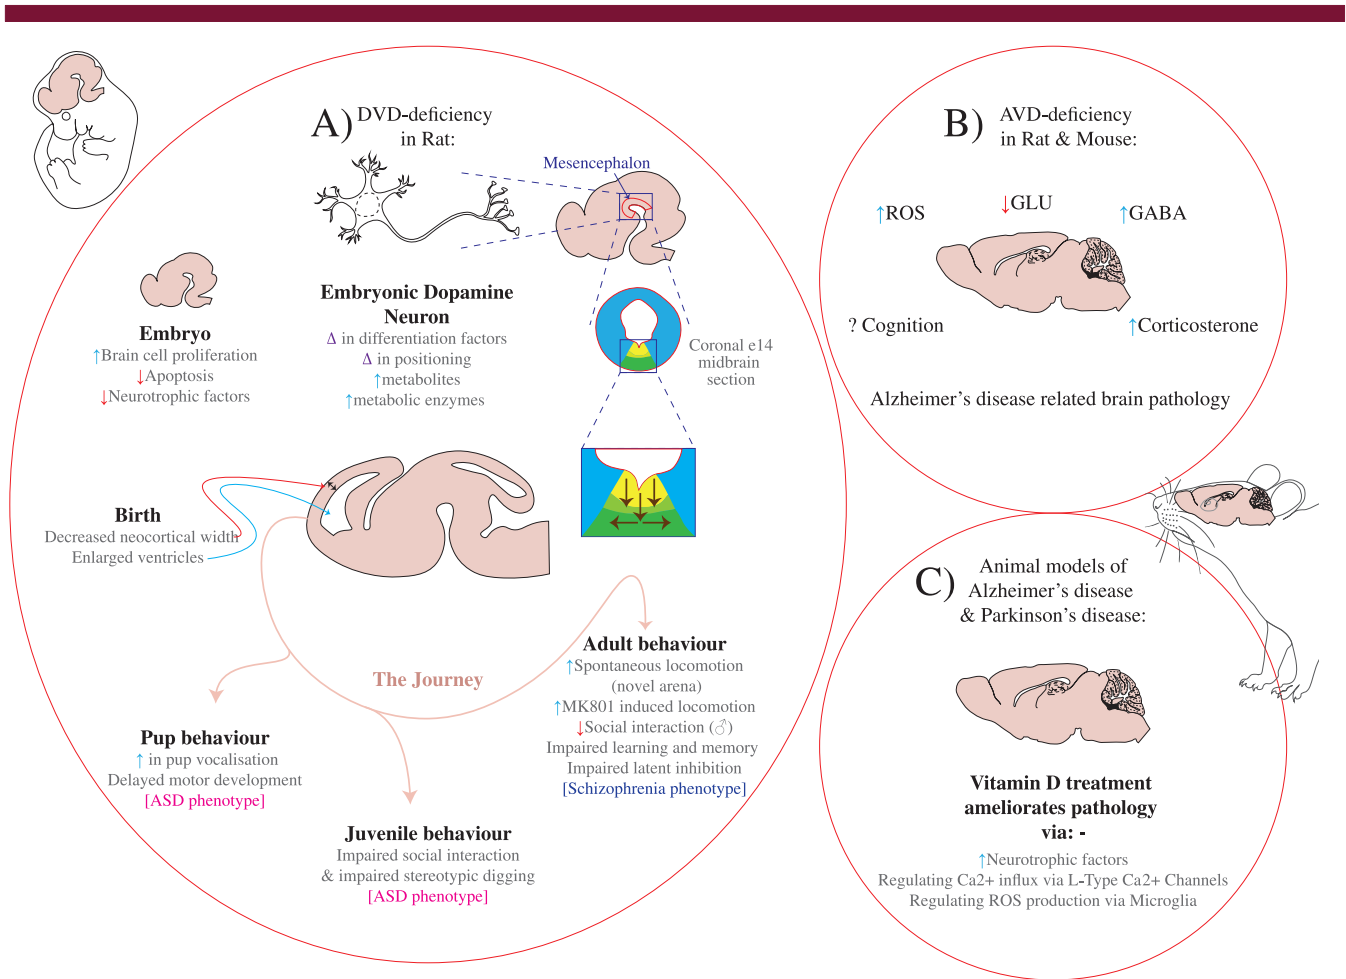 A) DVD-deficiency
in Rat:
Mesencephalon
Embryo
↑Brain cell proliferation
↓Apoptosis
↓Neurotrophic factors
Embryonic Dopamine
Neuron
Δ in differentiation factors
Δ in positioning
↑metabolites
↑metabolic enzymes
Coronal e14
midbrain
section
Birth
Decreased neocortical width
Enlarged ventricles
The Journey
Pup behaviour
↑ in pup vocalisation
Delayed motor development
[ASD phenotype]
Juvenile behaviour
Impaired social interaction
& impaired stereotypic digging
[ASD phenotype]
Adult behaviour
↑Spontaneous locomotion
(novel arena)
↑MK801 induced locomotion
↓Social interaction (♂)
Impaired learning and memory
Impaired latent inhibition
[Schizophrenia phenotype]
B) AVD-deficiency
in Rat & Mouse:
↑ROS
↓GLU
↑GABA
? Cognition
↑Corticosterone
Alzheimer's disease related brain pathology
C) Animal models of
Alzheimer's disease
& Parkinson's disease:
Vitamin D treatment
ameliorates pathology
via: -
↑Neurotrophic factors
Regulating Ca2+ influx via L-Type Ca2+ Channels
Regulating ROS production via Microglia